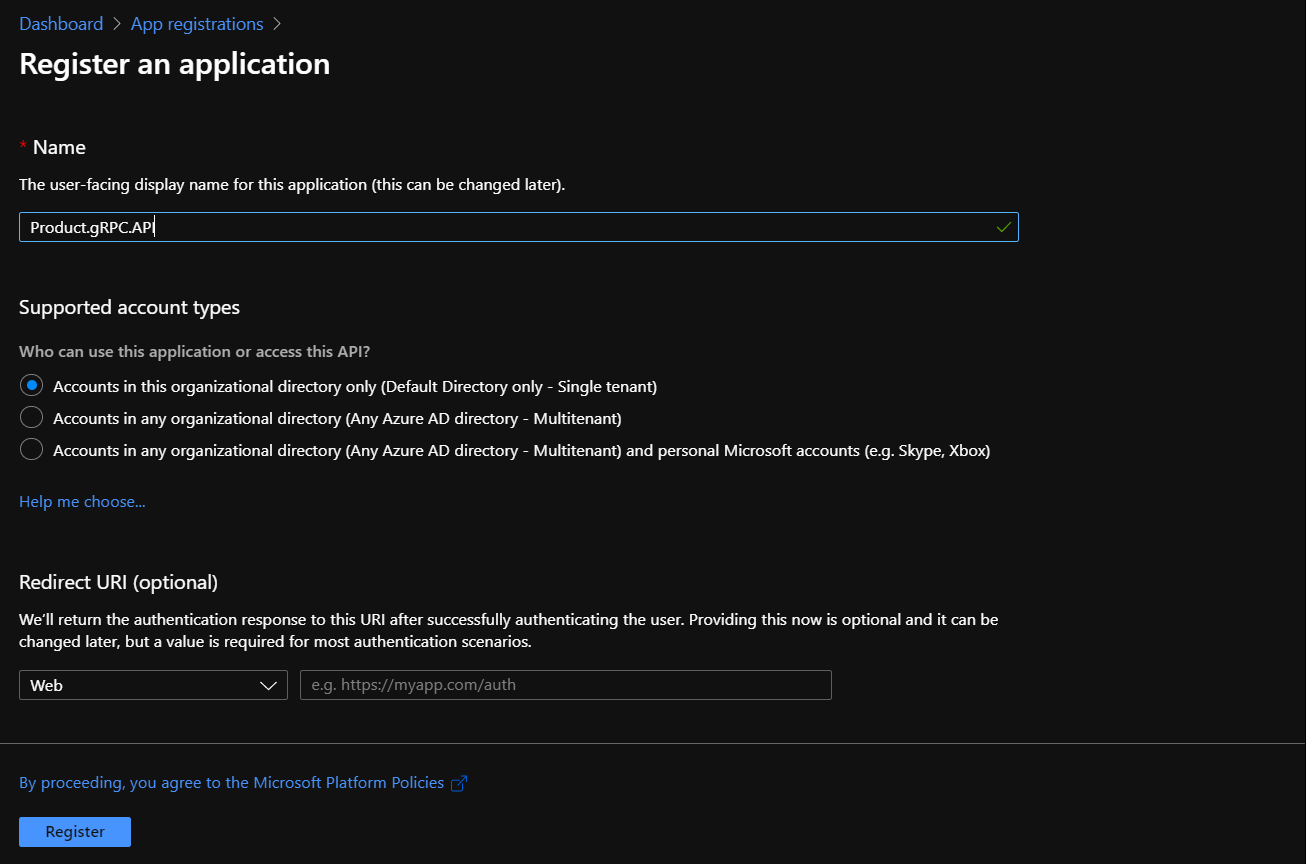 Dashboard > App registrations >
Register an application
* Name
The user-facing display name for this application (this can be changed later).
Product.gRPC.API
Supported account types
Who can use this application or access this API?
Accounts in this organizational directory only (Default Directory only - Single tenant)
Accounts in any organizational directory (Any Azure AD directory - Multitenant)
Accounts in any organizational directory (Any Azure AD directory - Multitenant) and personal Microsoft accounts (e.g. Skype, Xbox)
Help me choose...
Redirect URI (optional)
We'll return the authentication response to this URI after successfully authenticating the user. Providing this now is optional and it can be
changed later, but a value is required for most authentication scenarios.
Web e.g. https://myapp.com/auth
By proceeding, you agree to the Microsoft Platform Policies
Register